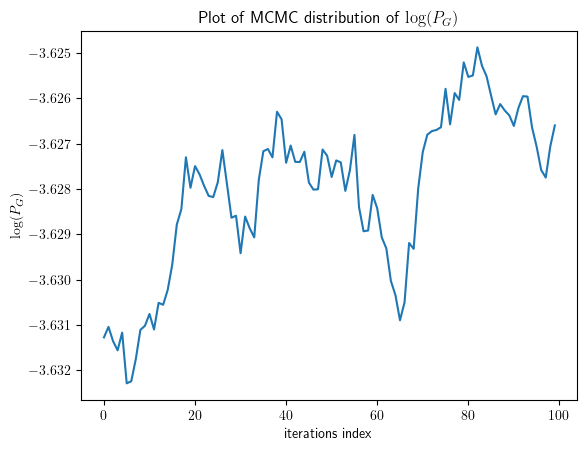 Plot of MCMC distribution of log(P_G)
log(P_G)
−3.625
−3.626
−3.627
−3.628
−3.629
−3.630
−3.631
−3.632
0 20 40 60 80 100
iterations index